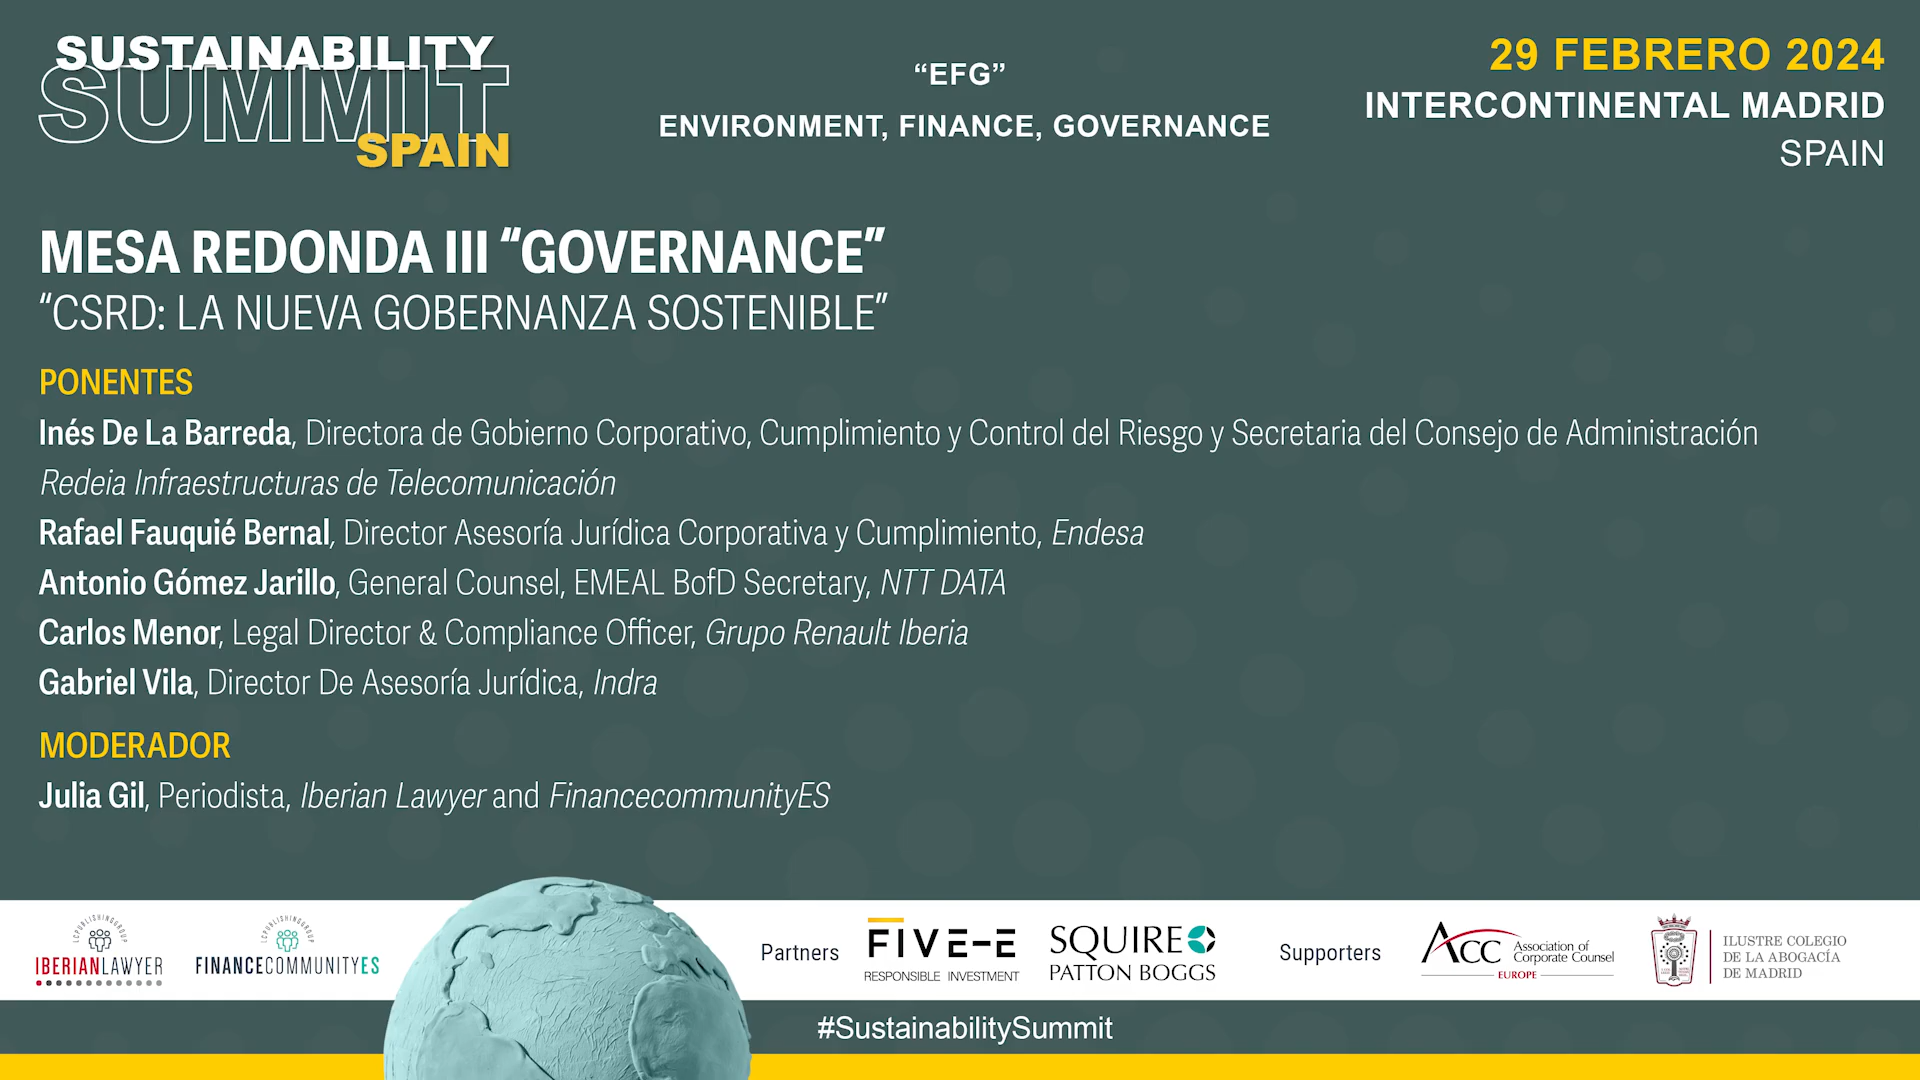 SUSTAINABILITY
SUMMIT
SPAIN
“EFG”
ENVIRONMENT, FINANCE, GOVERNANCE
29 FEBRERO 2024
INTERCONTINENTAL MADRID
SPAIN
MESA REDONDA III “GOVERNANCE”
“CSRD: LA NUEVA GOBERNANZA SOSTENIBLE”
PONENTES
Inés De La Barreda, Directora de Gobierno Corporativo, Cumplimiento y Control del Riesgo y Secretaria del Consejo de Administración
Redeia Infraestructuras de Telecomunicación
Rafael Fauquié Bernal, Director Asesoría Jurídica Corporativa y Cumplimiento, Endesa
Antonio Gómez Jarillo, General Counsel, EMEAL BofD Secretary, NTT DATA
Carlos Menor, Legal Director & Compliance Officer, Grupo Renault Iberia
Gabriel Vila, Director De Asesoría Jurídica, Indra
MODERADOR
Julia Gil, Periodista, Iberian Lawyer and FinancecommunityES
LCPUBLISHINGGROUP
IBERIANLAWYER
LCPUBLISHINGGROUP
FINANCECOMMUNITYES
Partners
FIVE-E
RESPONSIBLE INVESTMENT
SQUIRE
PATTON BOGGS
Supporters
ACC Association of
Corporate Counsel
EUROPE
ILUSTRE COLEGIO
DE LA ABOGACÍA
DE MADRID
#SustainabilitySummit